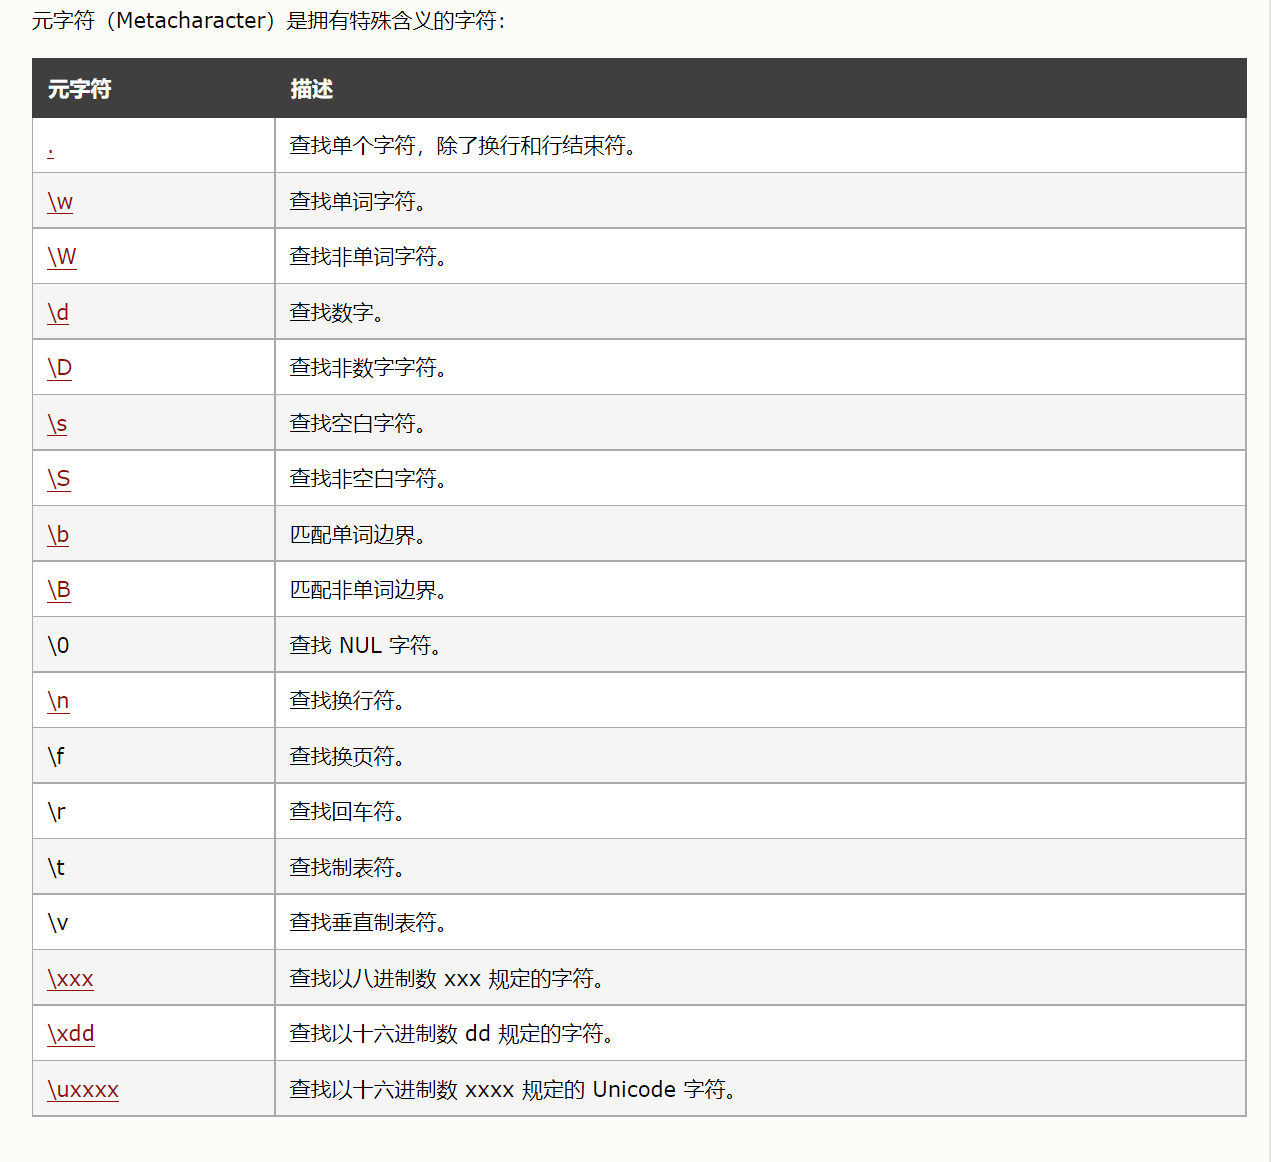 元字符（Metacharacter）是拥有特殊含义的字符：
元字符 描述
. 查找单个字符，除了换行和行结束符。
\w 查找单词字符。
\W 查找非单词字符。
\d 查找数字。
\D 查找非数字字符。
\s 查找空白字符。
\S 查找非空白字符。
\b 匹配单词边界。
\B 匹配非单词边界。
\0 查找 NUL 字符。
\n 查找换行符。
\f 查找换页符。
\r 查找回车符。
\t 查找制表符。
\v 查找垂直制表符。
\xxx 查找以八进制数 xxx 规定的字符。
\xdd 查找以十六进制数 dd 规定的字符。
\uxxxx 查找以十六进制数 xxxx 规定的 Unicode 字符。